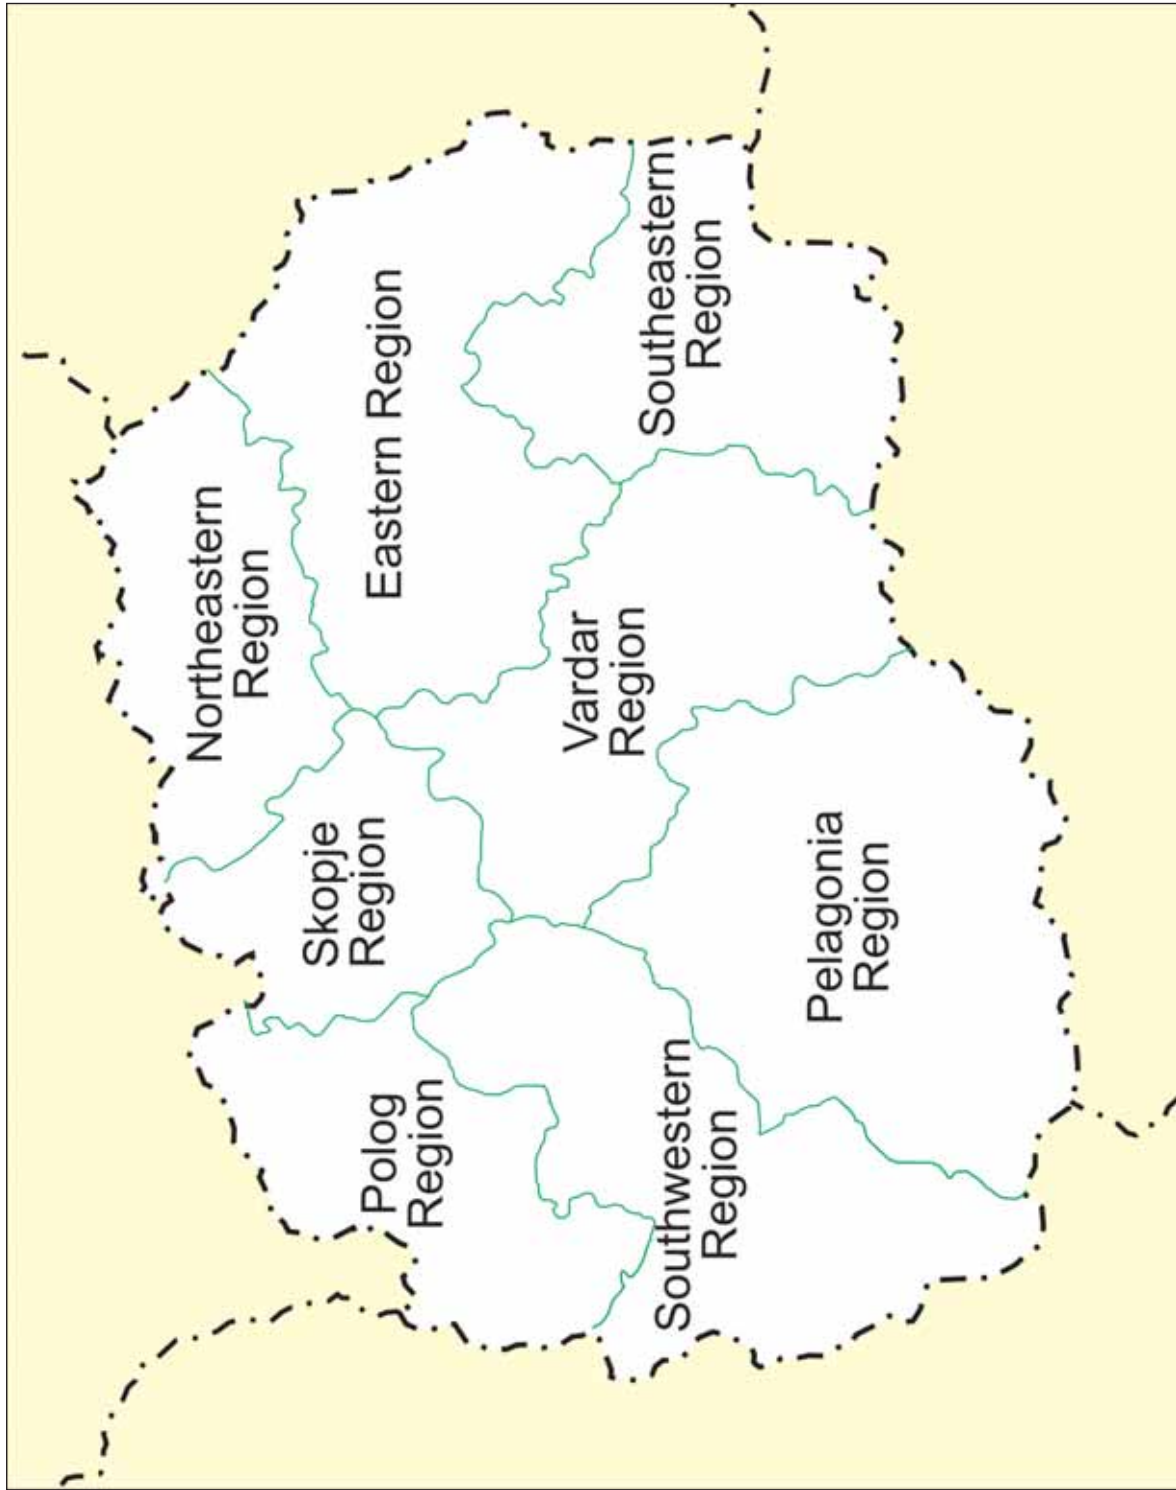 Northeastern
Region
Skopje
Region
Polog
Region
Eastern Region
Vardar
Region
Southeastern
Region
Southwestern
Region
Pelagonia
Region